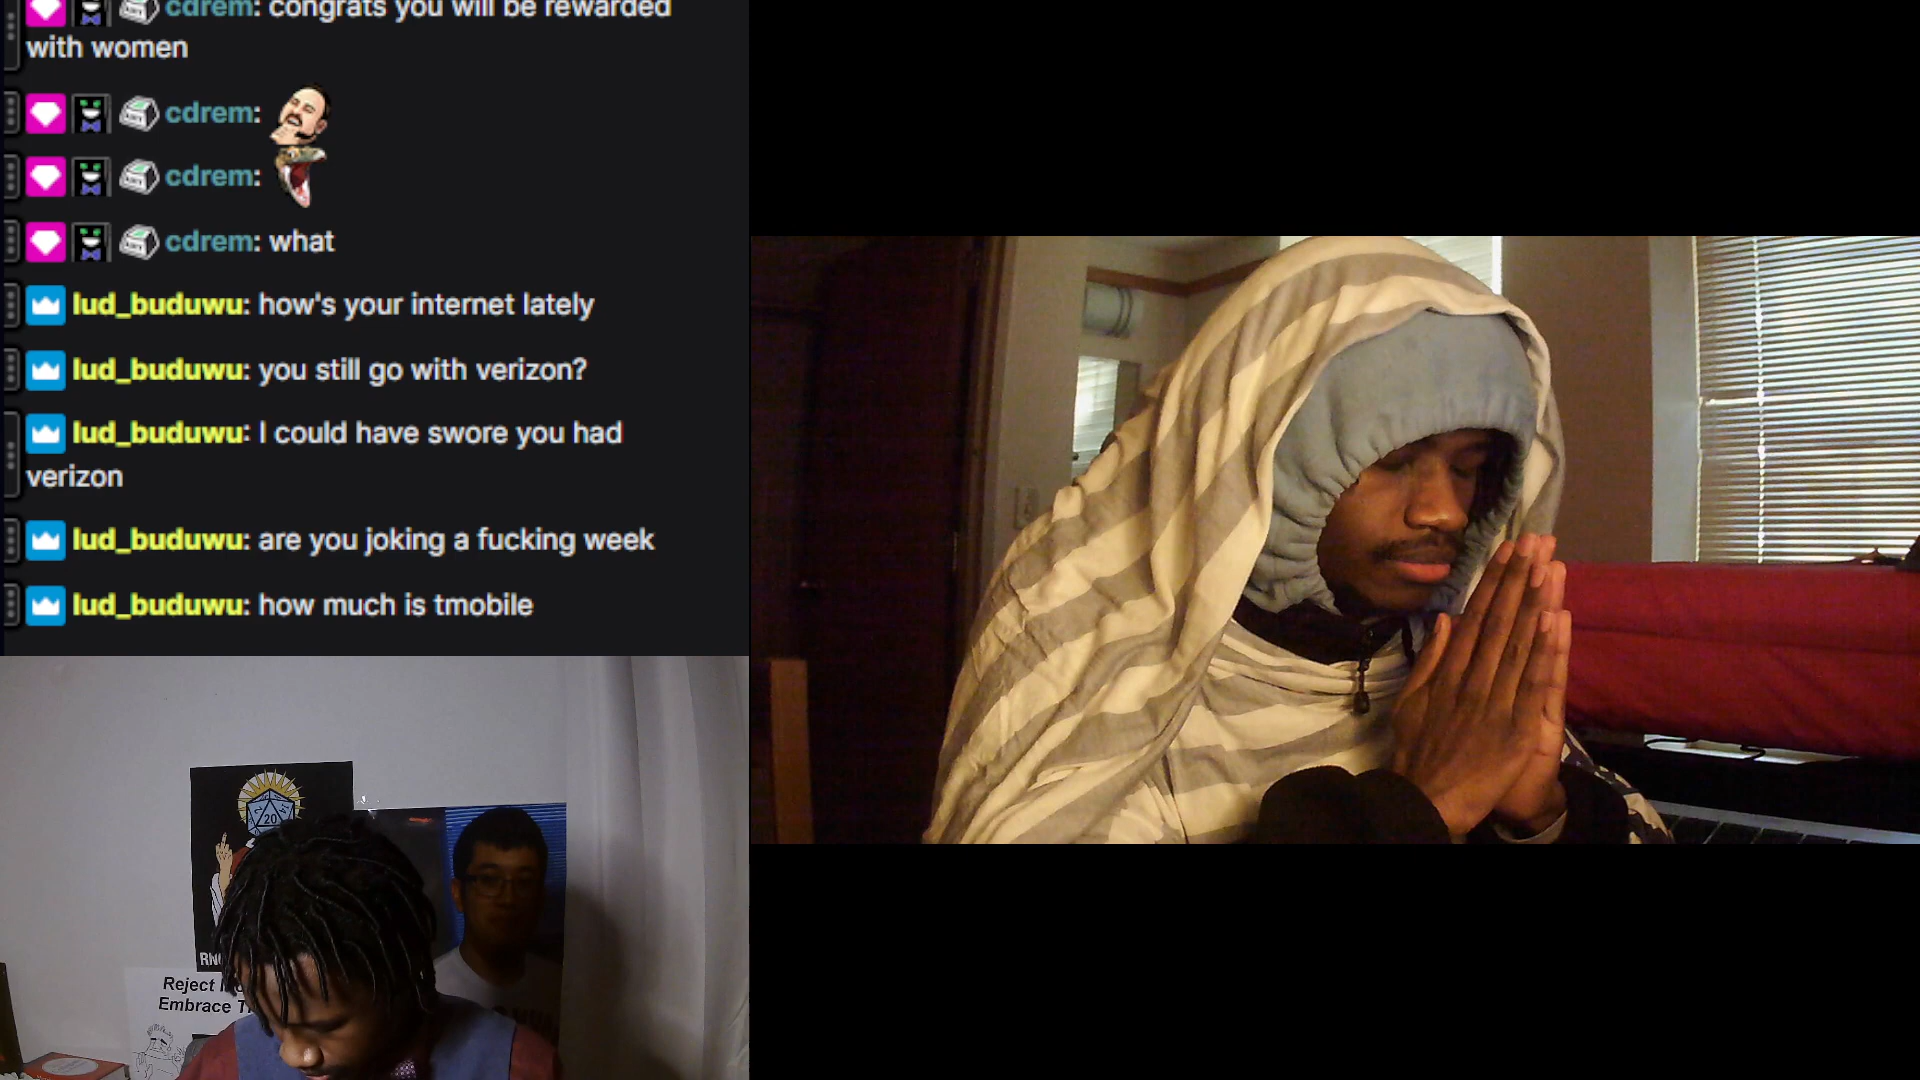 cdrem: congrats you will be rewarded
with women
cdrem:
cdrem:
cdrem: what
lud_buduwu: how's your internet lately
lud_buduwu: you still go with verizon?
lud_buduwu: I could have swore you had
verizon
lud_buduwu: are you joking a fucking week
lud_buduwu: how much is tmobile
20
Reject
Embrace